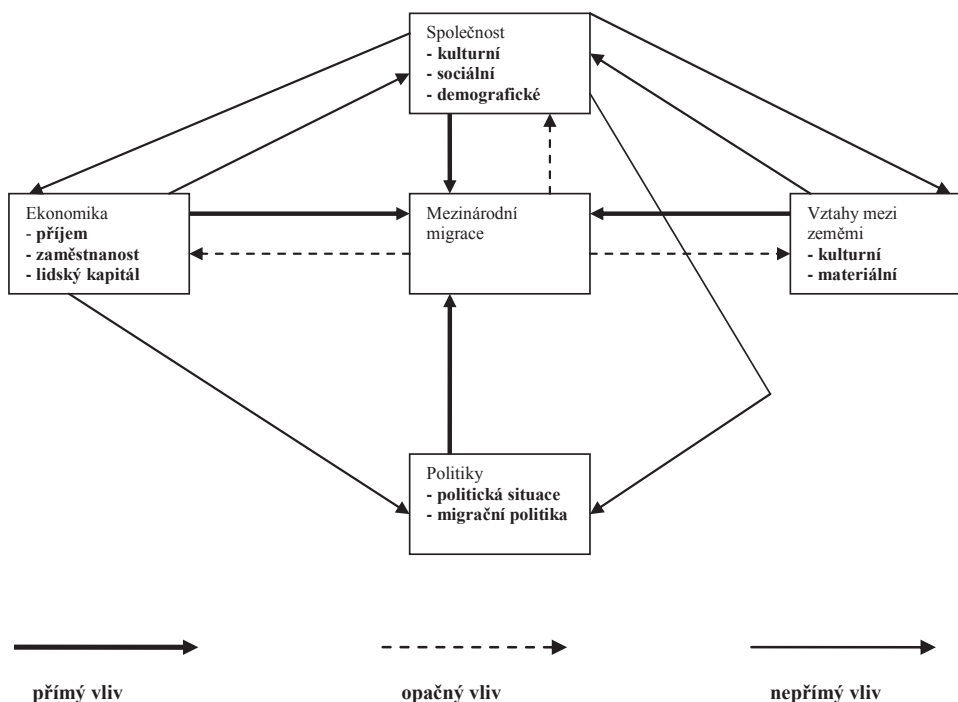 Společnost
- kulturní
- sociální
- demografické
Ekonomika
- příjem
- zaměstnanost
- lidský kapitál
Mezinárodní
migrace
Vztahy mezi
zeměmi
- kulturní
- materiální
Politiky
- politická situace
- migrační politika
přímý vliv
opačný vliv
nepřímý vliv